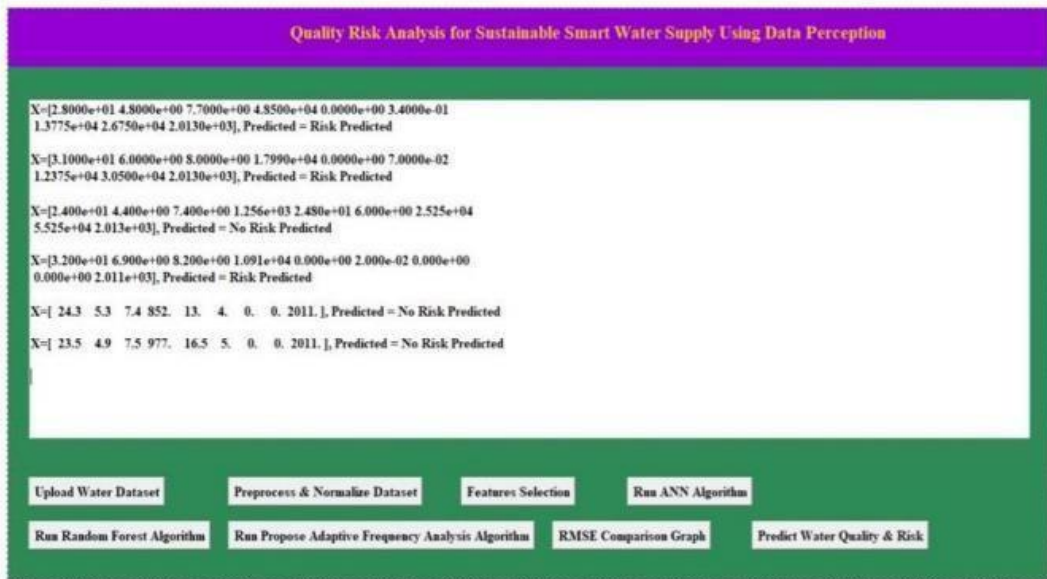 Quality Risk Analysis for Sustainable Smart Water Supply Using Data Perception
X=[2.8000e+01 4.8000e+00 7.7000e+00 4.8500e+04 0.0000e+00 3.4000e-01
1.3775e+04 2.6750e+04 2.0130e+03], Predicted = Risk Predicted
X=[3.1000e+01 6.0000e+00 8.0000e+00 1.7990e+04 0.0000e+00 7.0000e-02
1.2375e+04 3.0500e+04 2.0130e+03], Predicted = Risk Predicted
X=[2.400e+01 4.400e+00 7.400e+00 1.256e+03 2.480e+01 6.000e+00 2.525e+04
5.525e+04 2.013e+03], Predicted = No Risk Predicted
X=[3.200e+01 6.900e+00 8.200e+00 1.091e+04 0.000e+00 2.000e-02 0.000e+00
0.000e+00 2.011e+03], Predicted = Risk Predicted
X=[ 24.3 5.3 7.4 852. 13. 4. 0. 0. 2011. ], Predicted = No Risk Predicted
X=[ 23.5 4.9 7.5 977. 16.5 5. 0. 0. 2011. ], Predicted = No Risk Predicted
Upload Water Dataset Preprocess & Normalize Dataset Features Selection Run ANN Algorithm
Run Random Forest Algorithm Run Propose Adaptive Frequency Analysis Algorithm RMSE Comparison Graph Predict Water Quality & Risk